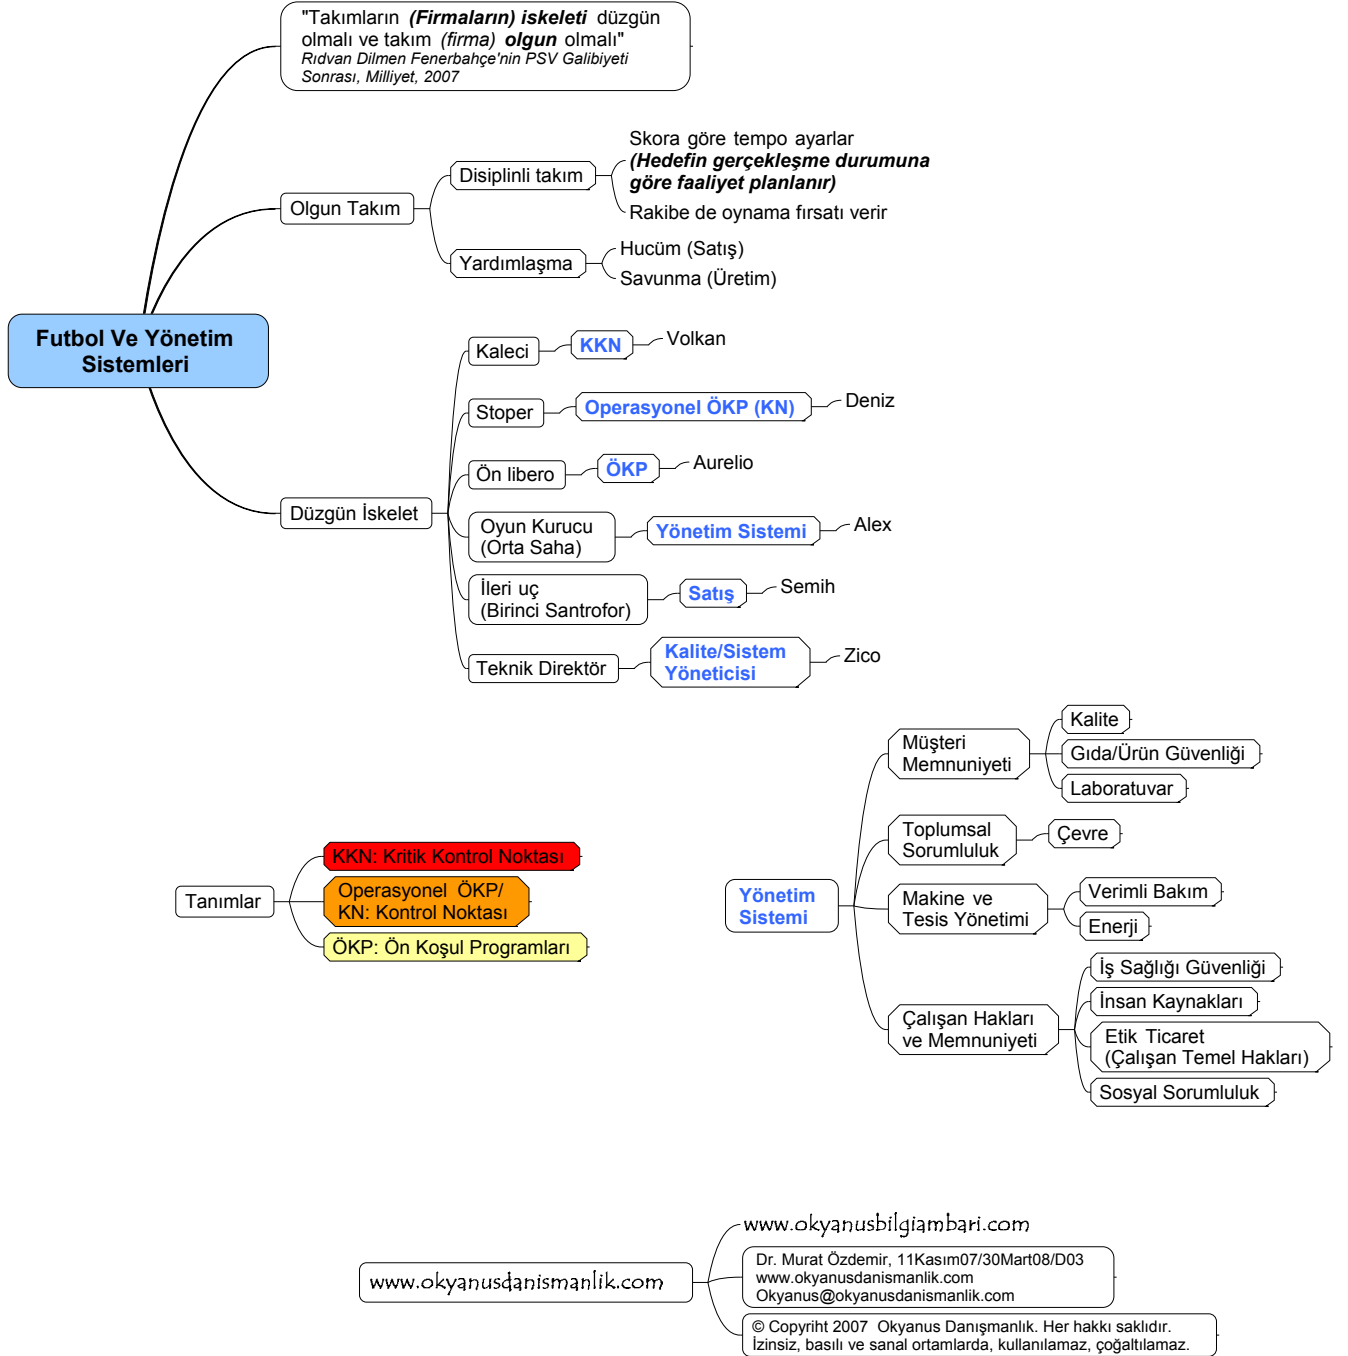 "Takımların (Firmaların) iskeleti düzgün
olmalı ve takım (firma) olgun olmalı"
Rıdvan Dilmen Fenerbahçe'nin PSV Galibiyeti
Sonrası, Milliyet, 2007
Skora göre tempo ayarlar
(Hedefin gerçekleşme durumuna
göre faaliyet planlanır)
Disiplinli takım
Rakibe de oynama fırsatı verir
Olgun Takım
Hucüm (Satış)
Yardımlaşma
Savunma (Üretim)
Futbol Ve Yönetim
Sistemleri
Kaleci
KKN
Volkan
Stoper
Operasyonel ÖKP (KN)
Deniz
Ön libero
ÖKP
Aurelio
Düzgün İskelet
Oyun Kurucu
(Orta Saha)
Yönetim Sistemi
Alex
İleri uç
(Birinci Santrofor)
Satış
Semih
Teknik Direktör
Kalite/Sistem
Yöneticisi
Zico
Müşteri
Memnuniyeti
Kalite
Gıda/Ürün Güvenliği
Laboratuvar
Toplumsal
Sorumluluk
Çevre
Yönetim
Sistemi
Makine ve
Tesis Yönetimi
Verimli Bakım
Enerji
Çalışan Hakları
ve Memnuniyeti
İş Sağlığı Güvenliği
İnsan Kaynakları
Etik Ticaret
(Çalışan Temel Hakları)
Sosyal Sorumluluk
Tanımlar
KKN: Kritik Kontrol Noktası
Operasyonel ÖKP/
KN: Kontrol Noktası
ÖKP: Ön Koşul Programları
www.okyanusdanismanlik.com
www.okyanusbilgiambari.com
Dr. Murat Özdemir, 11Kasım07/30Mart08/D03
www.okyanusdanismanlik.com
Okyanus@okyanusdanismanlik.com
© Copyriht 2007 Okyanus Danışmanlık. Her hakkı saklıdır.
İzinsiz, basılı ve sanal ortamlarda, kullanılamaz, çoğaltılamaz.